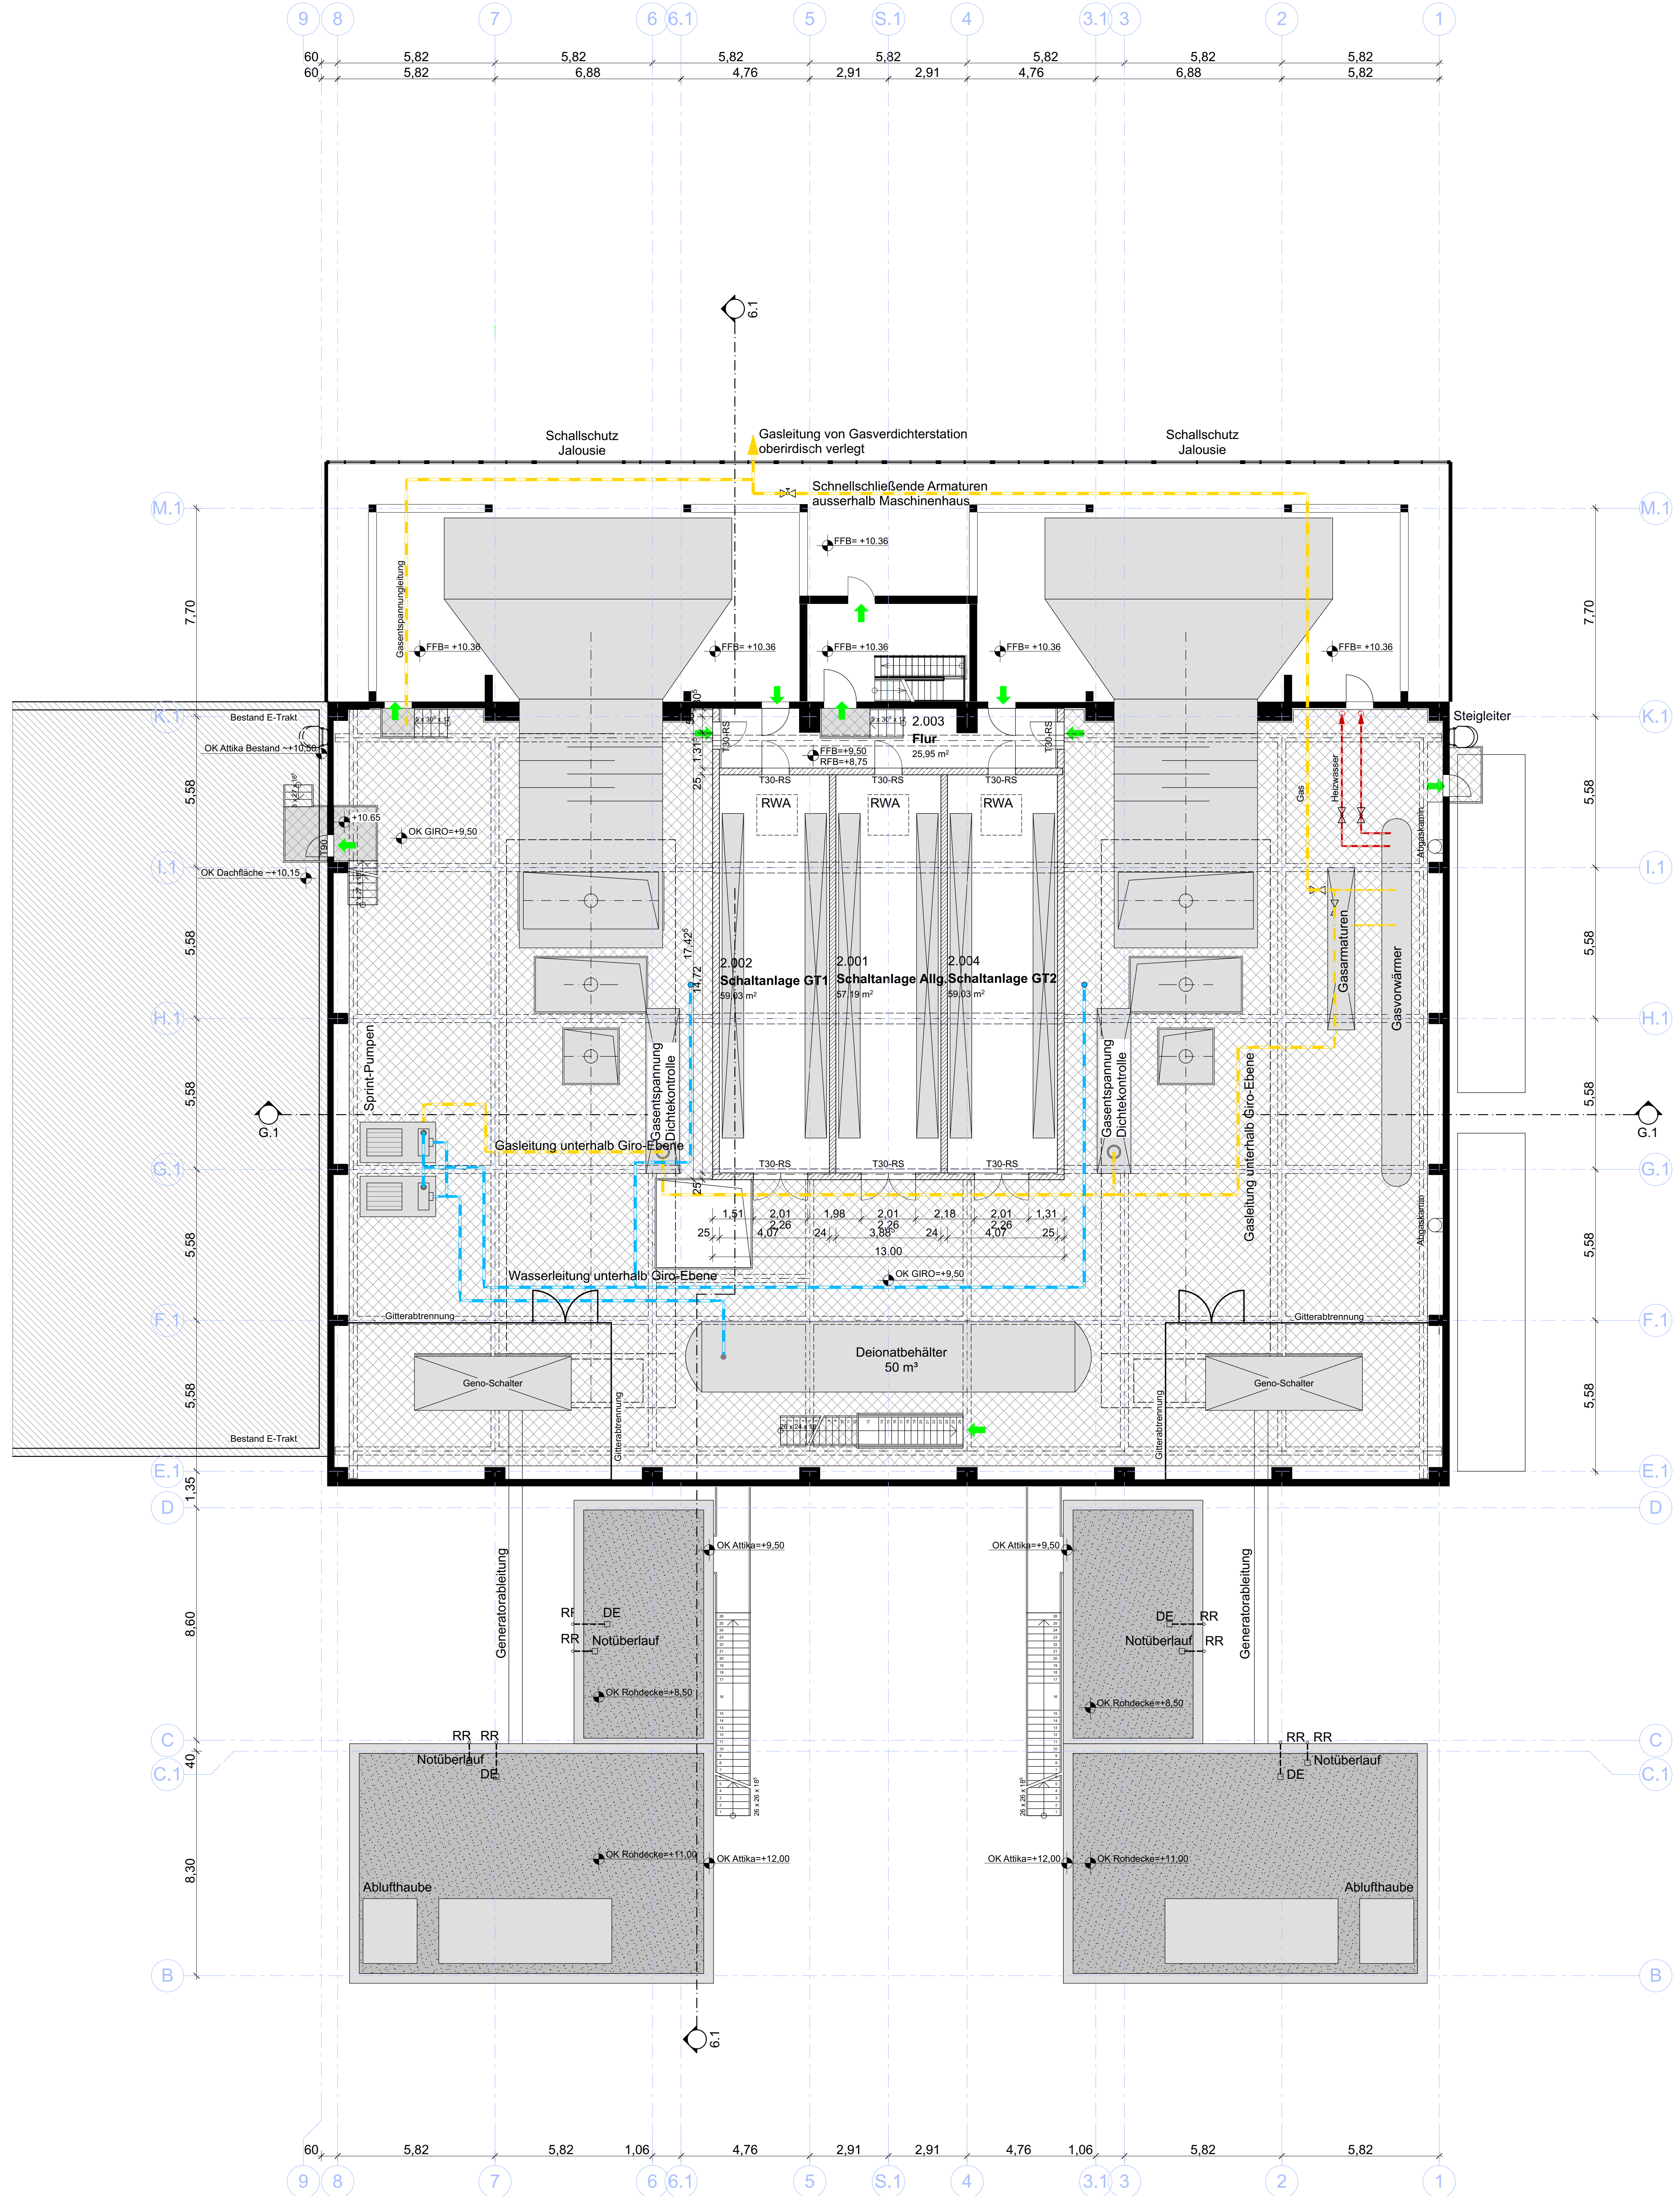 9 8 7 6 6.1 5 S.1 4 3.1 3 2 1
60 5,82 5,82 5,82 5,82 5,82 5,82 5,82
60 5,82 6,88 4,76 2,91 2,91 4,76 6,88 5,82
6.1
Schallschutz
Jalousie
Gasleitung von Gasverdichterstation
oberirdisch verlegt
Schallschutz
Jalousie
Schnellschließende Armaturen
ausserhalb Maschinenhaus
M.1
M.1
FFB= +10.36
Gasentspannungleitung
7,70
7,70
FFB= +10.36
FFB= +10.36
FFB= +10.36
FFB= +10.36
FFB= +10.36
K.1
K.1
Bestand E-Trakt
Steigleiter
OK Attika Bestand ~+10,50
T30-RS
2.003
Flur
25,95 m²
T30-RS
FFB=+9,50
RFB=+8,75
1,31⁵
25
T30-RS
T30-RS
T30-RS
RWA
RWA
RWA
5,58
5,58
Gas
Heizwasser
Abgaskamin
+10.65
OK GIRO=+9,50
I.1
I.1
OK Dachfläche ~+10,15
5,58
5,58
17,42⁵
14,72
2.002
Schaltanlage GT1
59,03 m²
2.001
Schaltanlage Allg.
57,19 m²
2.004
Schaltanlage GT2
59,03 m²
Gasarmaturen
Gasvorwärmer
H.1
H.1
Sprint-Pumpen
Gasentspannung
Dichtekontrolle
Gasentspannung
Dichtekontrolle
5,58
5,58
G.1
G.1
Gasleitung unterhalb Giro-Ebene
Gasleitung unterhalb Giro-Ebene
T30-RS
T30-RS
T30-RS
G.1
G.1
25
1,51 2,01 1,98 2,01 2,18 2,01 1,31
2,26 2,26 2,26
25 4,07 24 3,88⁵ 24 4,07 25
13.00
5,58
5,58
Abgaskamin
Wasserleitung unterhalb Giro-Ebene
OK GIRO=+9,50
F.1
F.1
Gitterabtrennung
Gitterabtrennung
Deionatbehälter
50 m³
Geno-Schalter
Geno-Schalter
5,58
5,58
Gitterabtrennung
Gitterabtrennung
Bestand E-Trakt
E.1
E.1
1,35
D
D
OK Attika=+9,50
OK Attika=+9,50
Generatorableitung
Generatorableitung
8,60
DE
RR
Notüberlauf
DE
RR
Notüberlauf
RR
OK Rohdecke=+8,50
OK Rohdecke=+8,50
C
C
RR RR
RR RR
40
Notüberlauf
DE
Notüberlauf
DE
C.1
C.1
26 x 26 x 18⁵
26 x 26 x 18⁵
OK Rohdecke=+11,00
OK Attika=+12,00
OK Attika=+12,00
OK Rohdecke=+11,00
8,30
Ablufthaube
Ablufthaube
B
B
6.1
60 5,82 5,82 1,06 4,76 2,91 2,91 4,76 1,06 5,82 5,82
9 8 7 6 6.1 5 S.1 4 3.1 3 2 1